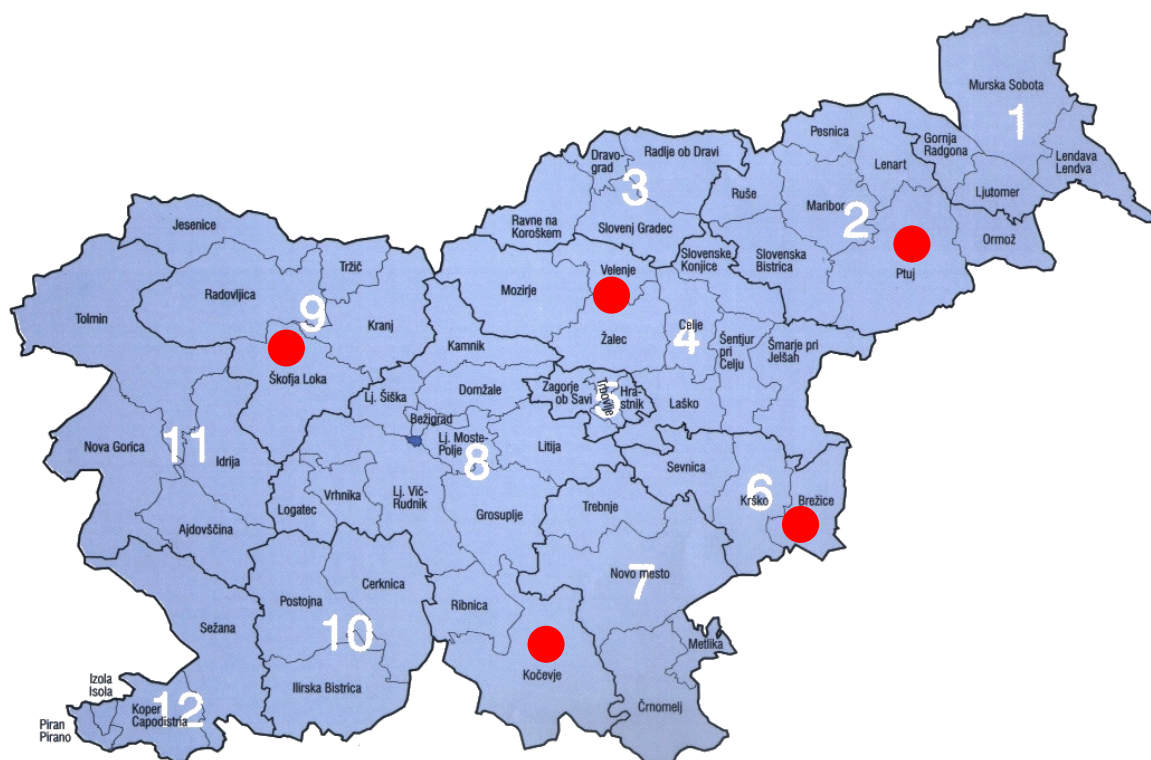 Murska Sobota
1
Pesnica
Gornja
Radgona
Lenart
Lendava
Lendva
Ljutomer
Dravo-
grad
Radlje ob Dravi
3
Ruše
Maribor
2
Ravne na
Koroškem
Slovenj Gradec
Ormož
Jesenice
Slovenske
Konjice
Slovenska
Bistrica
Ptuj
Tržič
Velenje
Mozirje
Radovljica
9
Tolmin
Kranj
Celje
4
Žalec
Kamnik
Šentjur
pri
Celju
Šmarje pri
Jelšah
Škofja Loka
Lj. Šiška
Domžale
Zagorje
ob Savi
Trbovlje
5
Hra-
stnik
Laško
Bežigrad
Lj. Moste-
Polje
8
Litija
Nova Gorica
11
Idrija
Sevnica
6
Krško
Brežice
Vrhnika
Lj. Vič-
Rudnik
Logatec
Grosuplje
Trebnje
Ajdovščina
Novo mesto
7
Cerknica
Postojna
10
Ribnica
Sežana
Metlika
Kočevje
Izola
Isola
Ilirska Bistrica
Črnomelj
Koper
Capodistria
12
Piran
Pirano